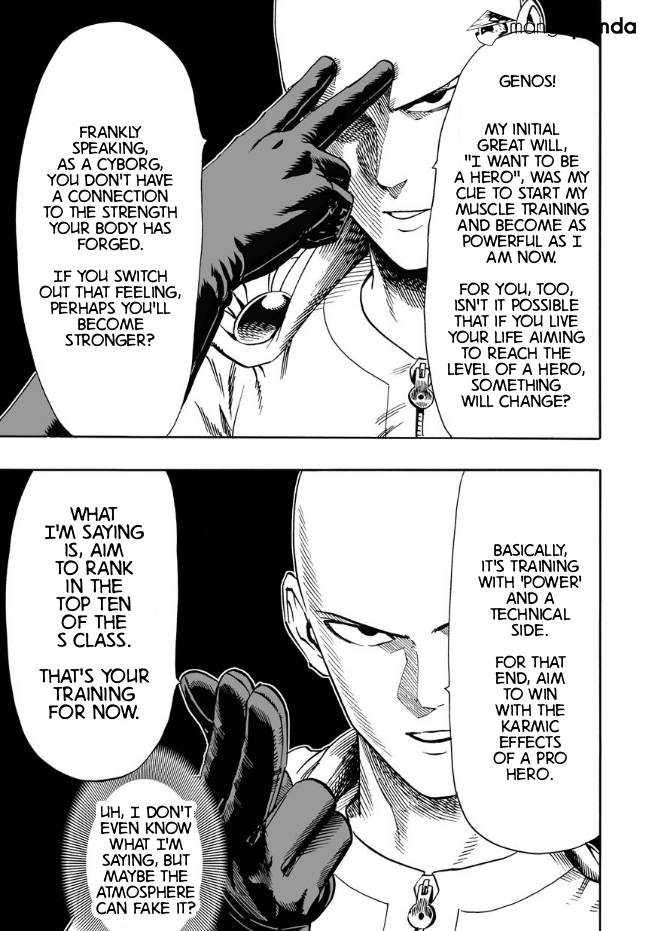 mangapanda
GENOS!
MY INITIAL
GREAT WILL,
"I WANT TO BE
A HERO", WAS MY
CUE TO START MY
MUSCLE TRAINING
AND BECOME AS
POWERFUL AS I
AM NOW.
FOR YOU, TOO,
ISN'T IT POSSIBLE
THAT IF YOU LIVE
YOUR LIFE AIMING
TO REACH THE
LEVEL OF A HERO,
SOMETHING
WILL CHANGE?
FRANKLY
SPEAKING,
AS A CYBORG,
YOU DON'T HAVE
A CONNECTION
TO THE STRENGTH
YOUR BODY HAS
FORGED.
IF YOU SWITCH
OUT THAT FEELING,
PERHAPS YOU'LL
BECOME
STRONGER?
BASICALLY,
IT'S TRAINING
WITH 'POWER'
AND A
TECHNICAL
SIDE.
FOR THAT
END, AIM
TO WIN
WITH THE
KARMIC
EFFECTS
OF A PRO
HERO.
WHAT
I'M SAYING
IS, AIM
TO RANK
IN THE
TOP TEN
OF THE
S CLASS.
THAT'S YOUR
TRAINING
FOR NOW.
UH, I DON'T
EVEN KNOW
WHAT I'M
SAYING, BUT
MAYBE THE
ATMOSPHERE
CAN FAKE IT?